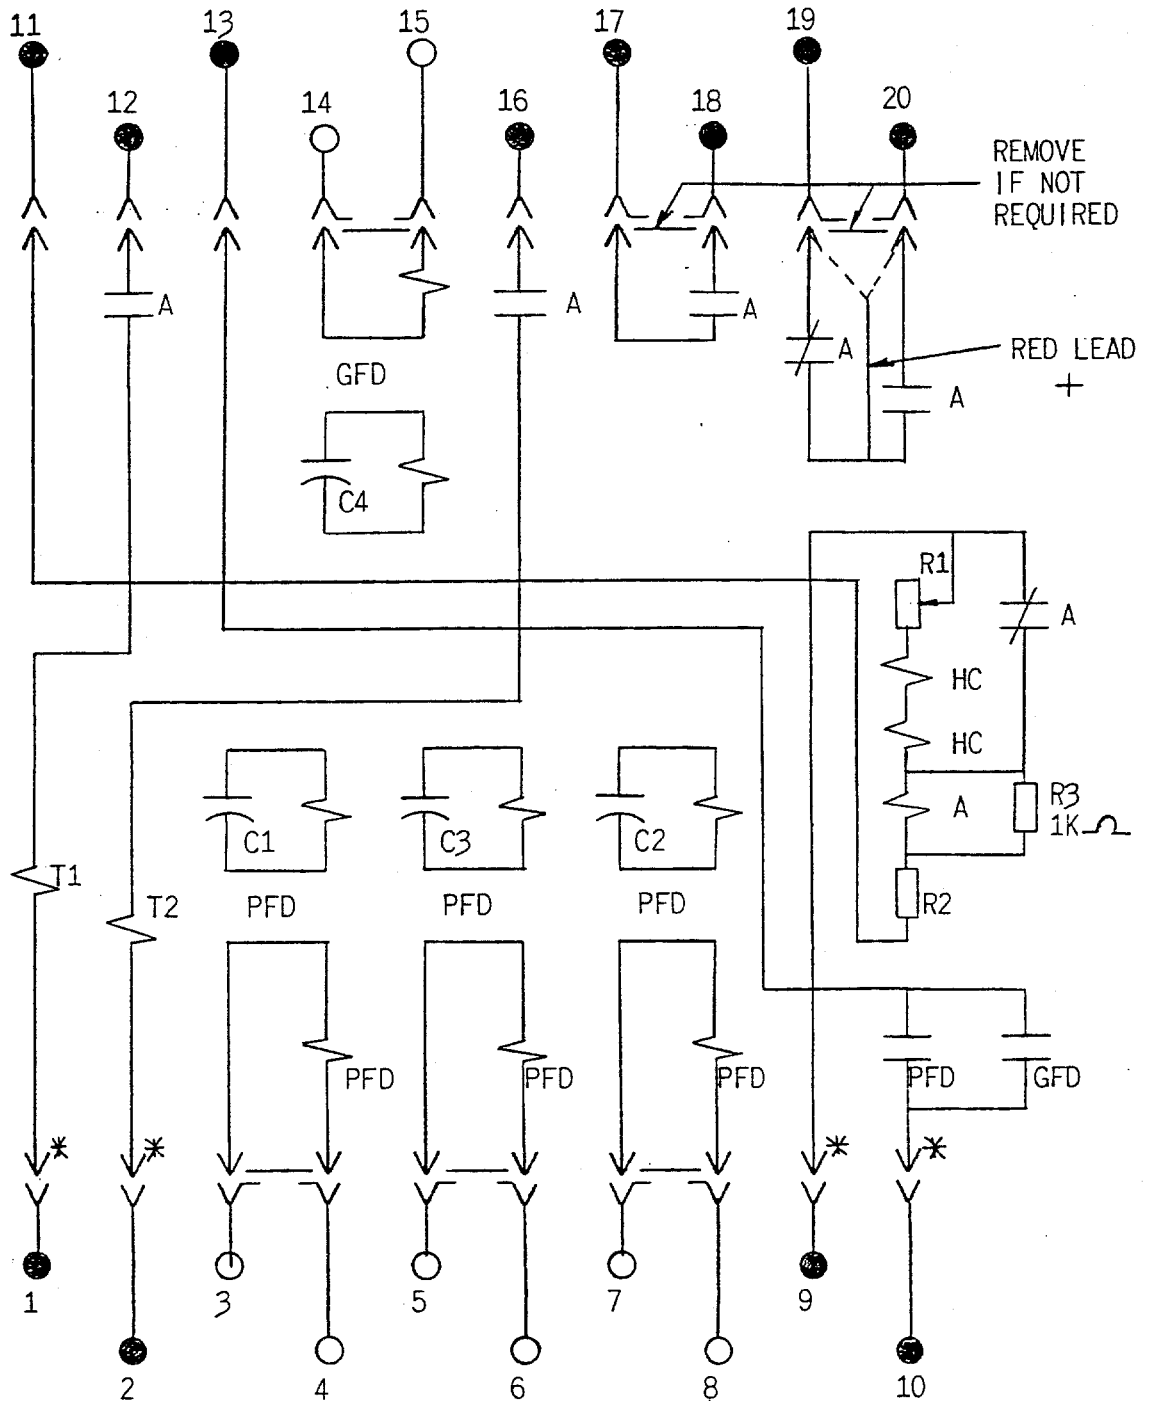 11
13
15
17
19
12
14
16
18
20
REMOVE
IF NOT
REQUIRED
A
A
A
A
RED LEAD
+
GFD
A
C4
R1
A
HC
HC
A
R3
1KΩ
C1
C3
C2
T1
T2
PFD
PFD
PFD
R2
PFD
PFD
PFD
PFD
GFD
*
*
*
*
1
3
5
7
9
2
4
6
8
10